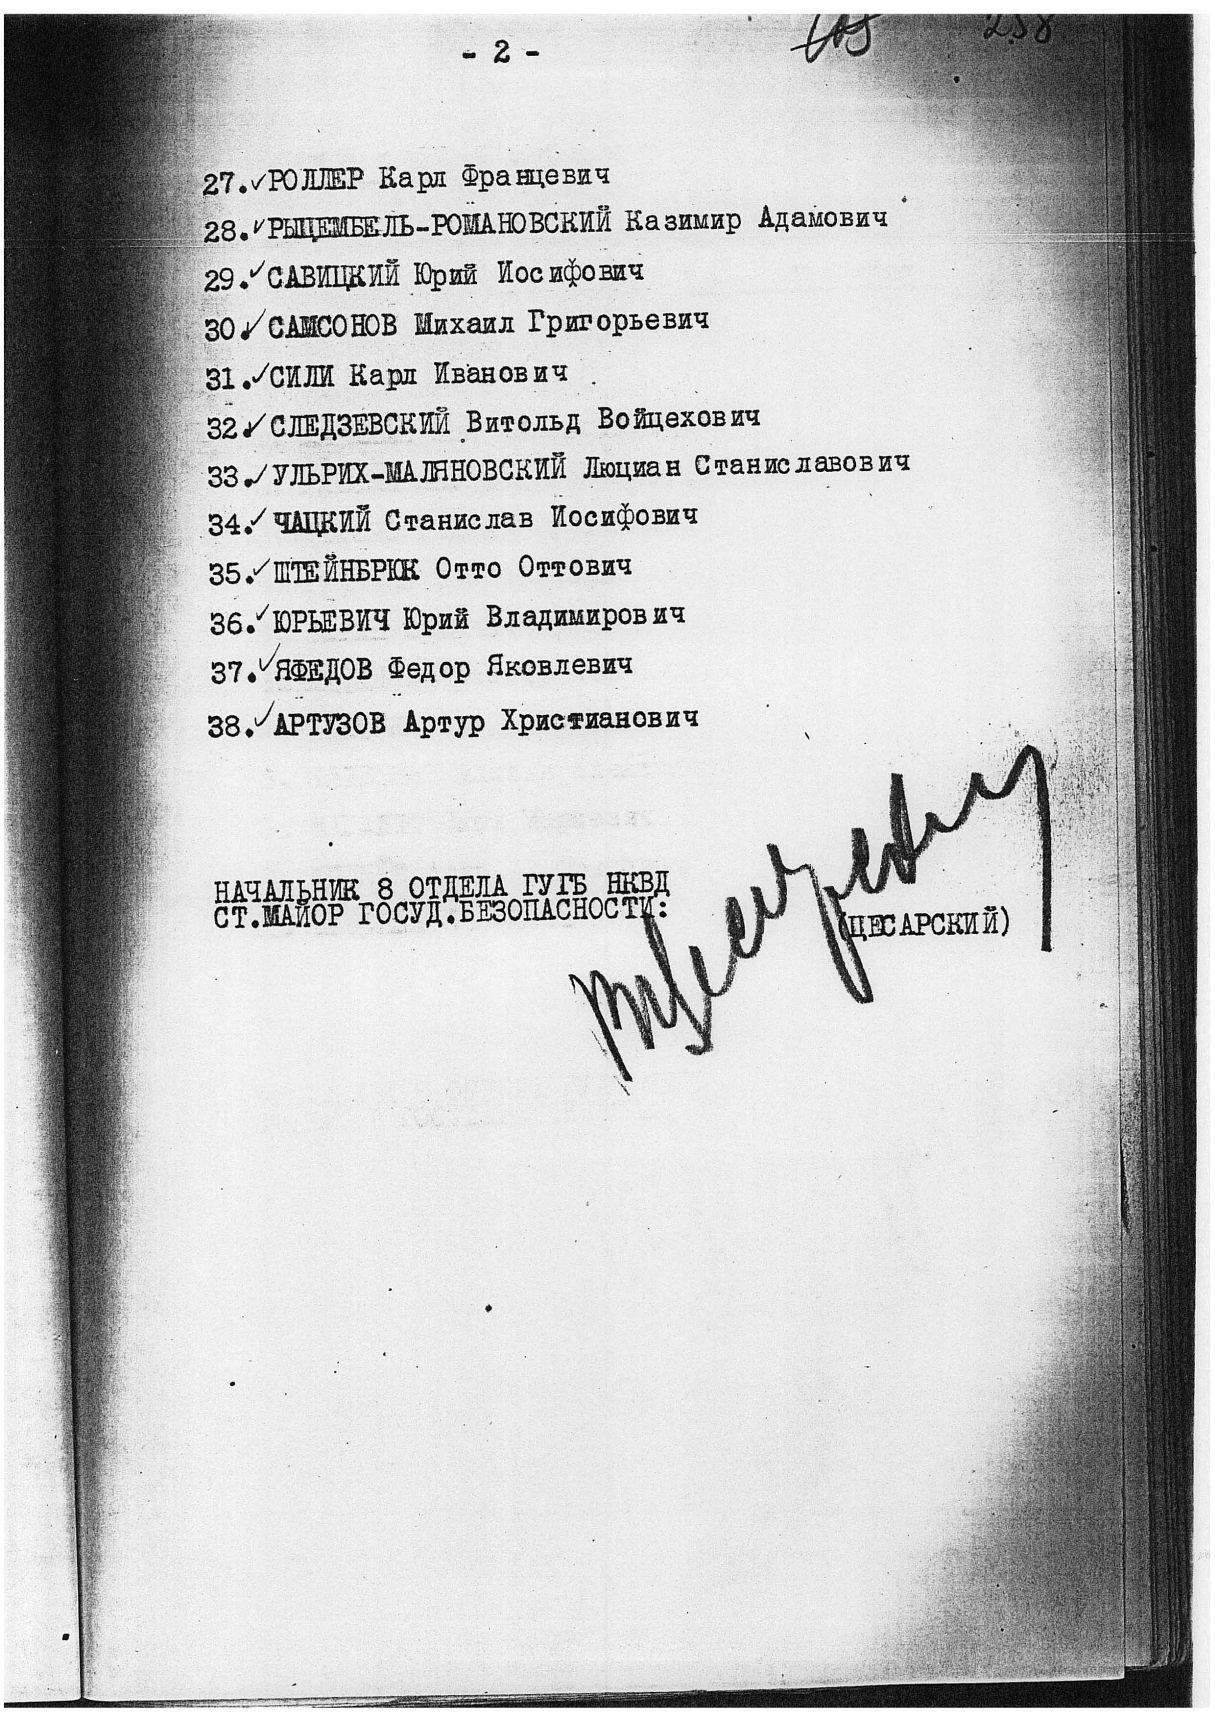 - 2 -
238
27. РОЛЛЕР Карл Францевич
28. РЫЦЕМБЕЛЬ-РОМАНОВСКИЙ Казимир Адамович
29. САВИЦКИЙ Юрий Иосифович
30. САМСОНОВ Михаил Григорьевич
31. СИЛИ Карл Иванович
32. СЛЕДЗЕВСКИЙ Витольд Войцехович
33. УЛЬРИХ-МАЛЯНОВСКИЙ Люциан Станиславович
34. ЧАЦКИЙ Станислав Иосифович
35. ШТЕЙНБРЮК Отто Оттович
36. ЮРЬЕВИЧ Юрий Владимирович
37. ЯФЕДОВ Федор Яковлевич
38. АРТУЗОВ Артур Христианович
НАЧАЛЬНИК 8 ОТДЕЛА ГУГБ НКВД
СТ.МАЙОР ГОСУД.БЕЗОПАСНОСТИ:
(ЦЕСАРСКИЙ)